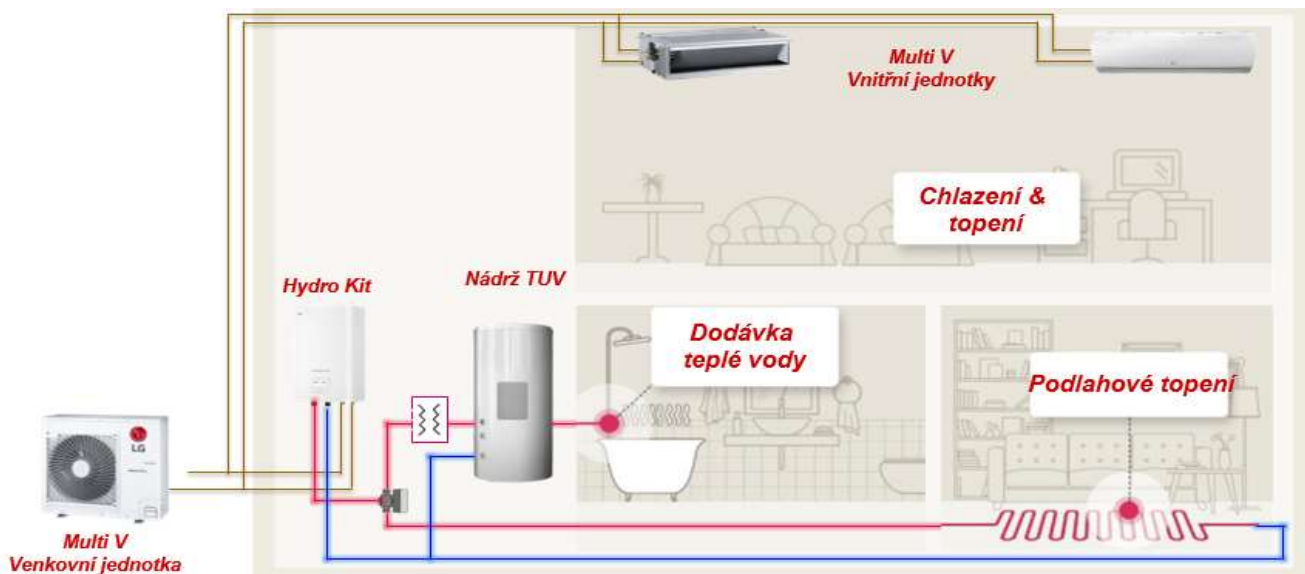 Multi V
Vnitřní jednotky
Chlazení &
topení
Hydro Kit
Nádrž TUV
Dodávka
teplé vody
Podlahové topení
LG
Multi V
Venkovní jednotka